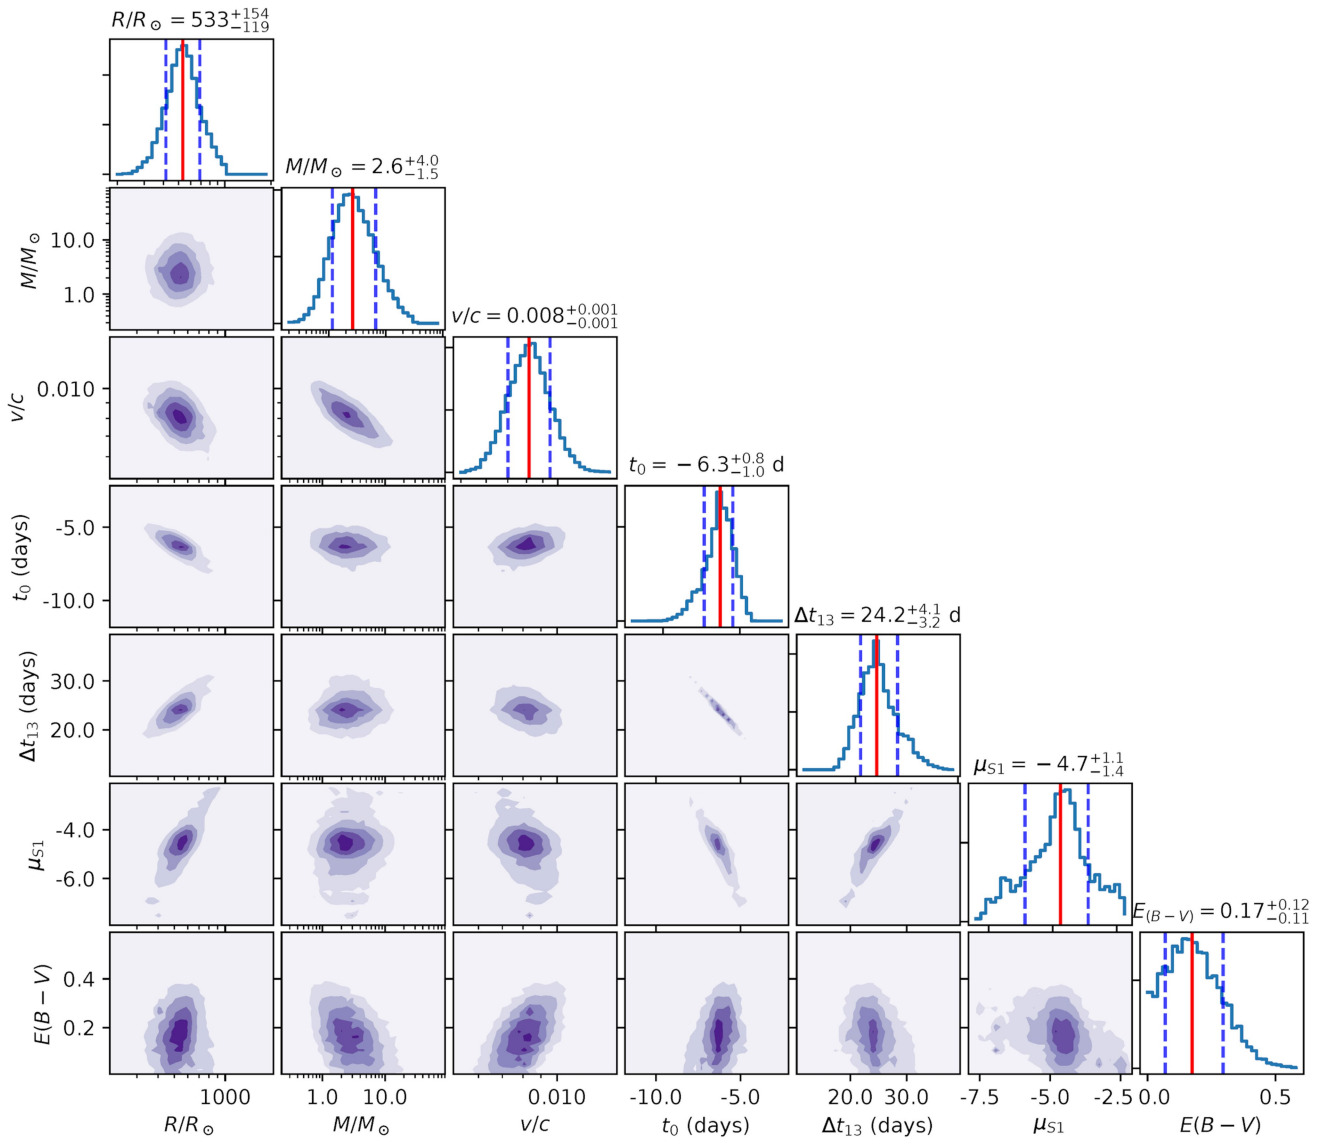 R/R⊙ = 533+154−119
M/M⊙ = 2.6+4.0−1.5
M/M⊙
10.0
1.0
v/c = 0.008+0.001−0.001
v/c
0.010
t0 = −6.3+0.8−1.0 d
t0 (days)
-5.0
-10.0
Δt13 = 24.2+4.1−3.2 d
Δt13 (days)
30.0
20.0
μS1 = −4.7+1.1−1.4
μS1
-4.0
-6.0
E(B−V) = 0.17+0.12−0.11
E(B − V)
0.4
0.2
1000 1.0 10.0 0.010 -10.0 -5.0 20.0 30.0 -7.5 -5.0 -2.5 0.0 0.5
R/R⊙ M/M⊙ v/c t0 (days) Δt13 (days) μS1 E(B − V)